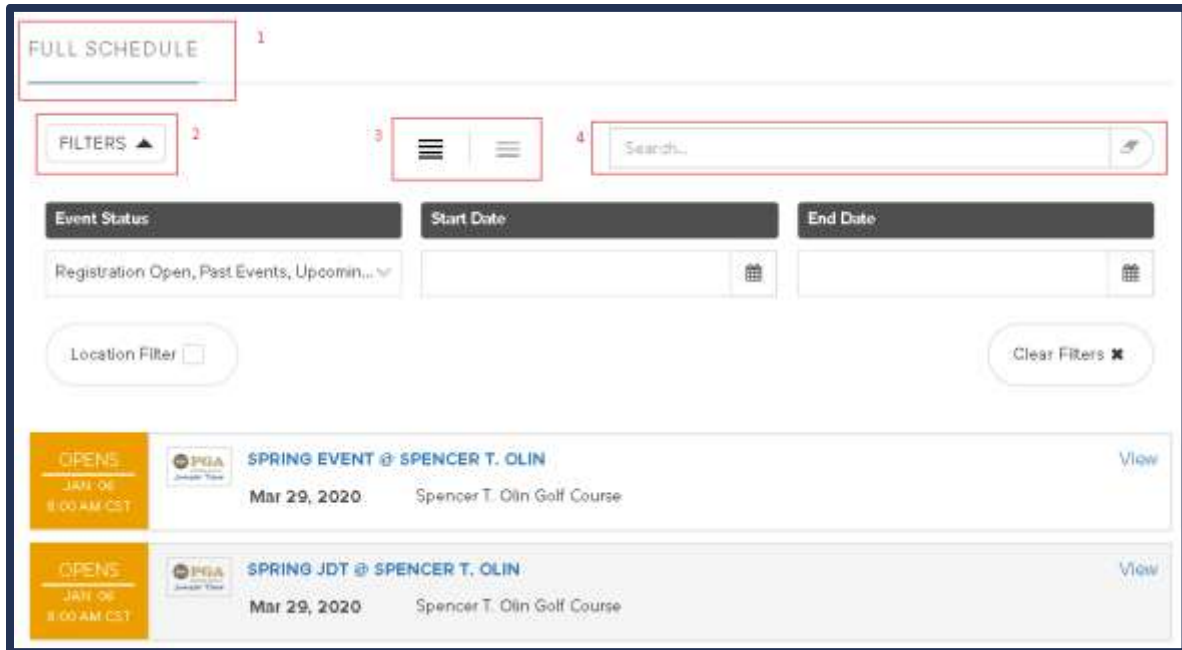 FULL SCHEDULE 1
FILTERS 2 3 4 Search...
Event Status Start Date End Date
Registration Open, Past Events, Upcomin...
Location Filter Clear Filters
OPENS
JAN 06
8:00 AM CST
PGA
SPRING EVENT @ SPENCER T. OLIN View
Mar 29, 2020 Spencer T. Olin Golf Course
OPENS
JAN 06
8:00 AM CST
PGA
SPRING JDT @ SPENCER T. OLIN View
Mar 29, 2020 Spencer T. Olin Golf Course